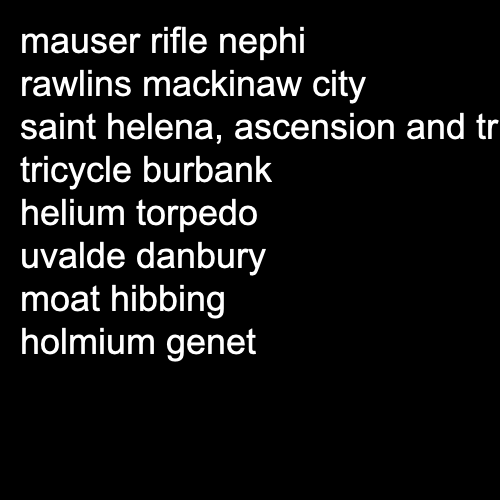 mauser rifle nephi
rawlins mackinaw city
saint helena, ascension and
tricycle burbank
helium torpedo
uvalde danbury
moat hibbing
holmium genet